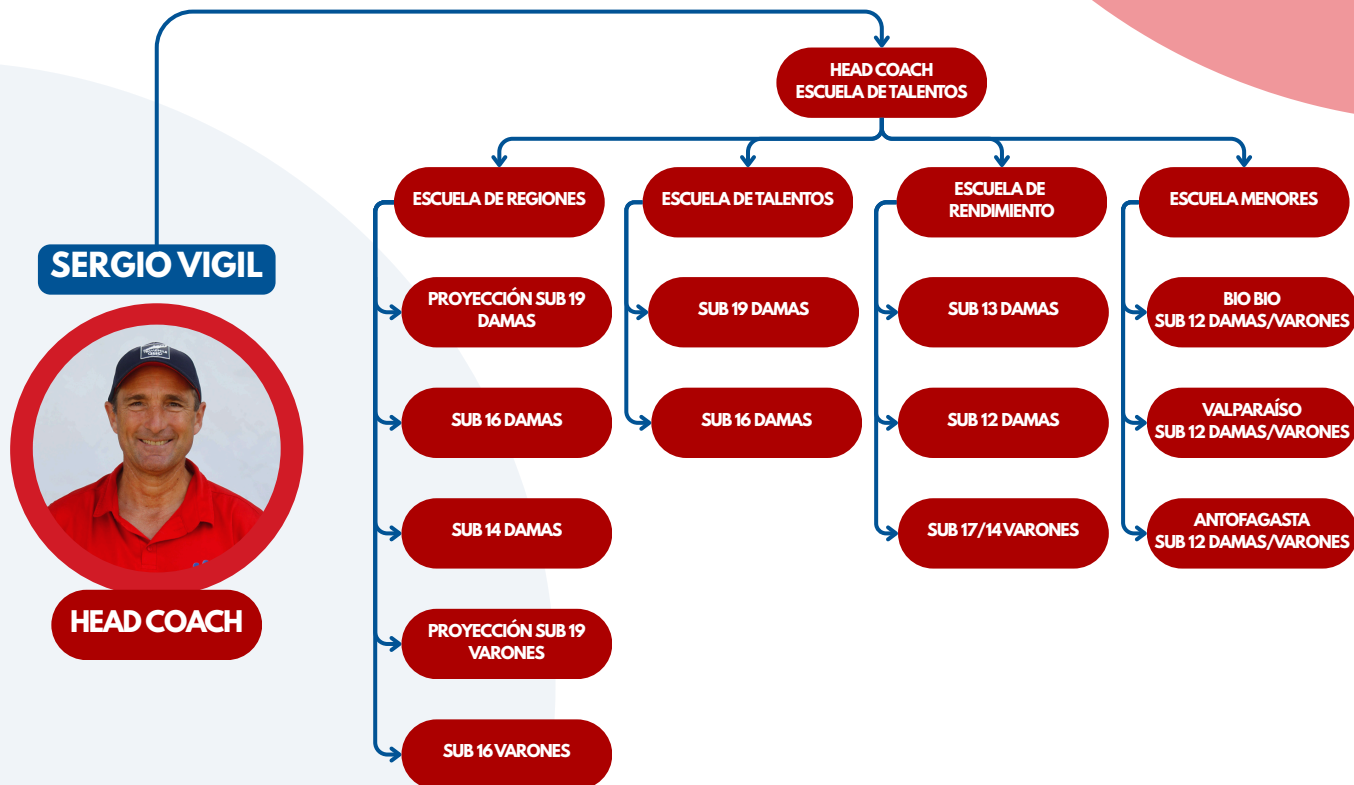 HEAD COACH
ESCUELA DE TALENTOS
ESCUELA DE REGIONES
ESCUELA DE TALENTOS
ESCUELA DE
RENDIMIENTO
ESCUELA MENORES
SERGIO VIGIL
HEAD COACH
PROYECCIÓN SUB 19
DAMAS
SUB 16 DAMAS
SUB 14 DAMAS
PROYECCIÓN SUB 19
VARONES
SUB 16 VARONES
SUB 19 DAMAS
SUB 16 DAMAS
SUB 13 DAMAS
SUB 12 DAMAS
SUB 17/14 VARONES
BIO BIO
SUB 12 DAMAS/VARONES
VALPARAÍSO
SUB 12 DAMAS/VARONES
ANTOFAGASTA
SUB 12 DAMAS/VARONES